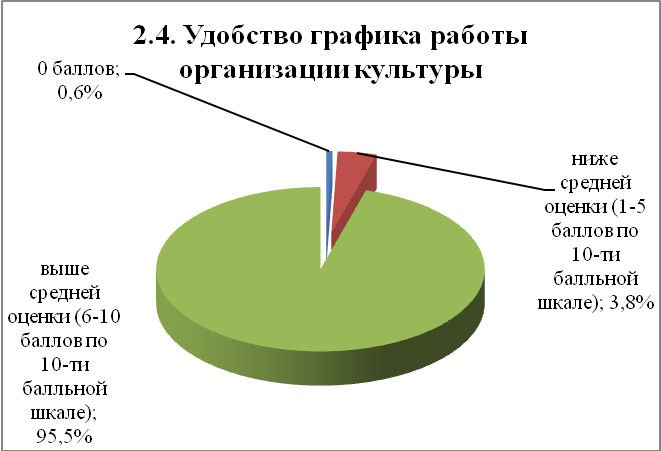 2.4. Удобство графика работы
организации культуры
0 баллов;
0,6%
ниже
средней
оценки (1-5
баллов по
10-ти
балльной
шкале); 3,8%
выше
средней
оценки (6-10
баллов по
10-ти
балльной
шкале);
95,5%